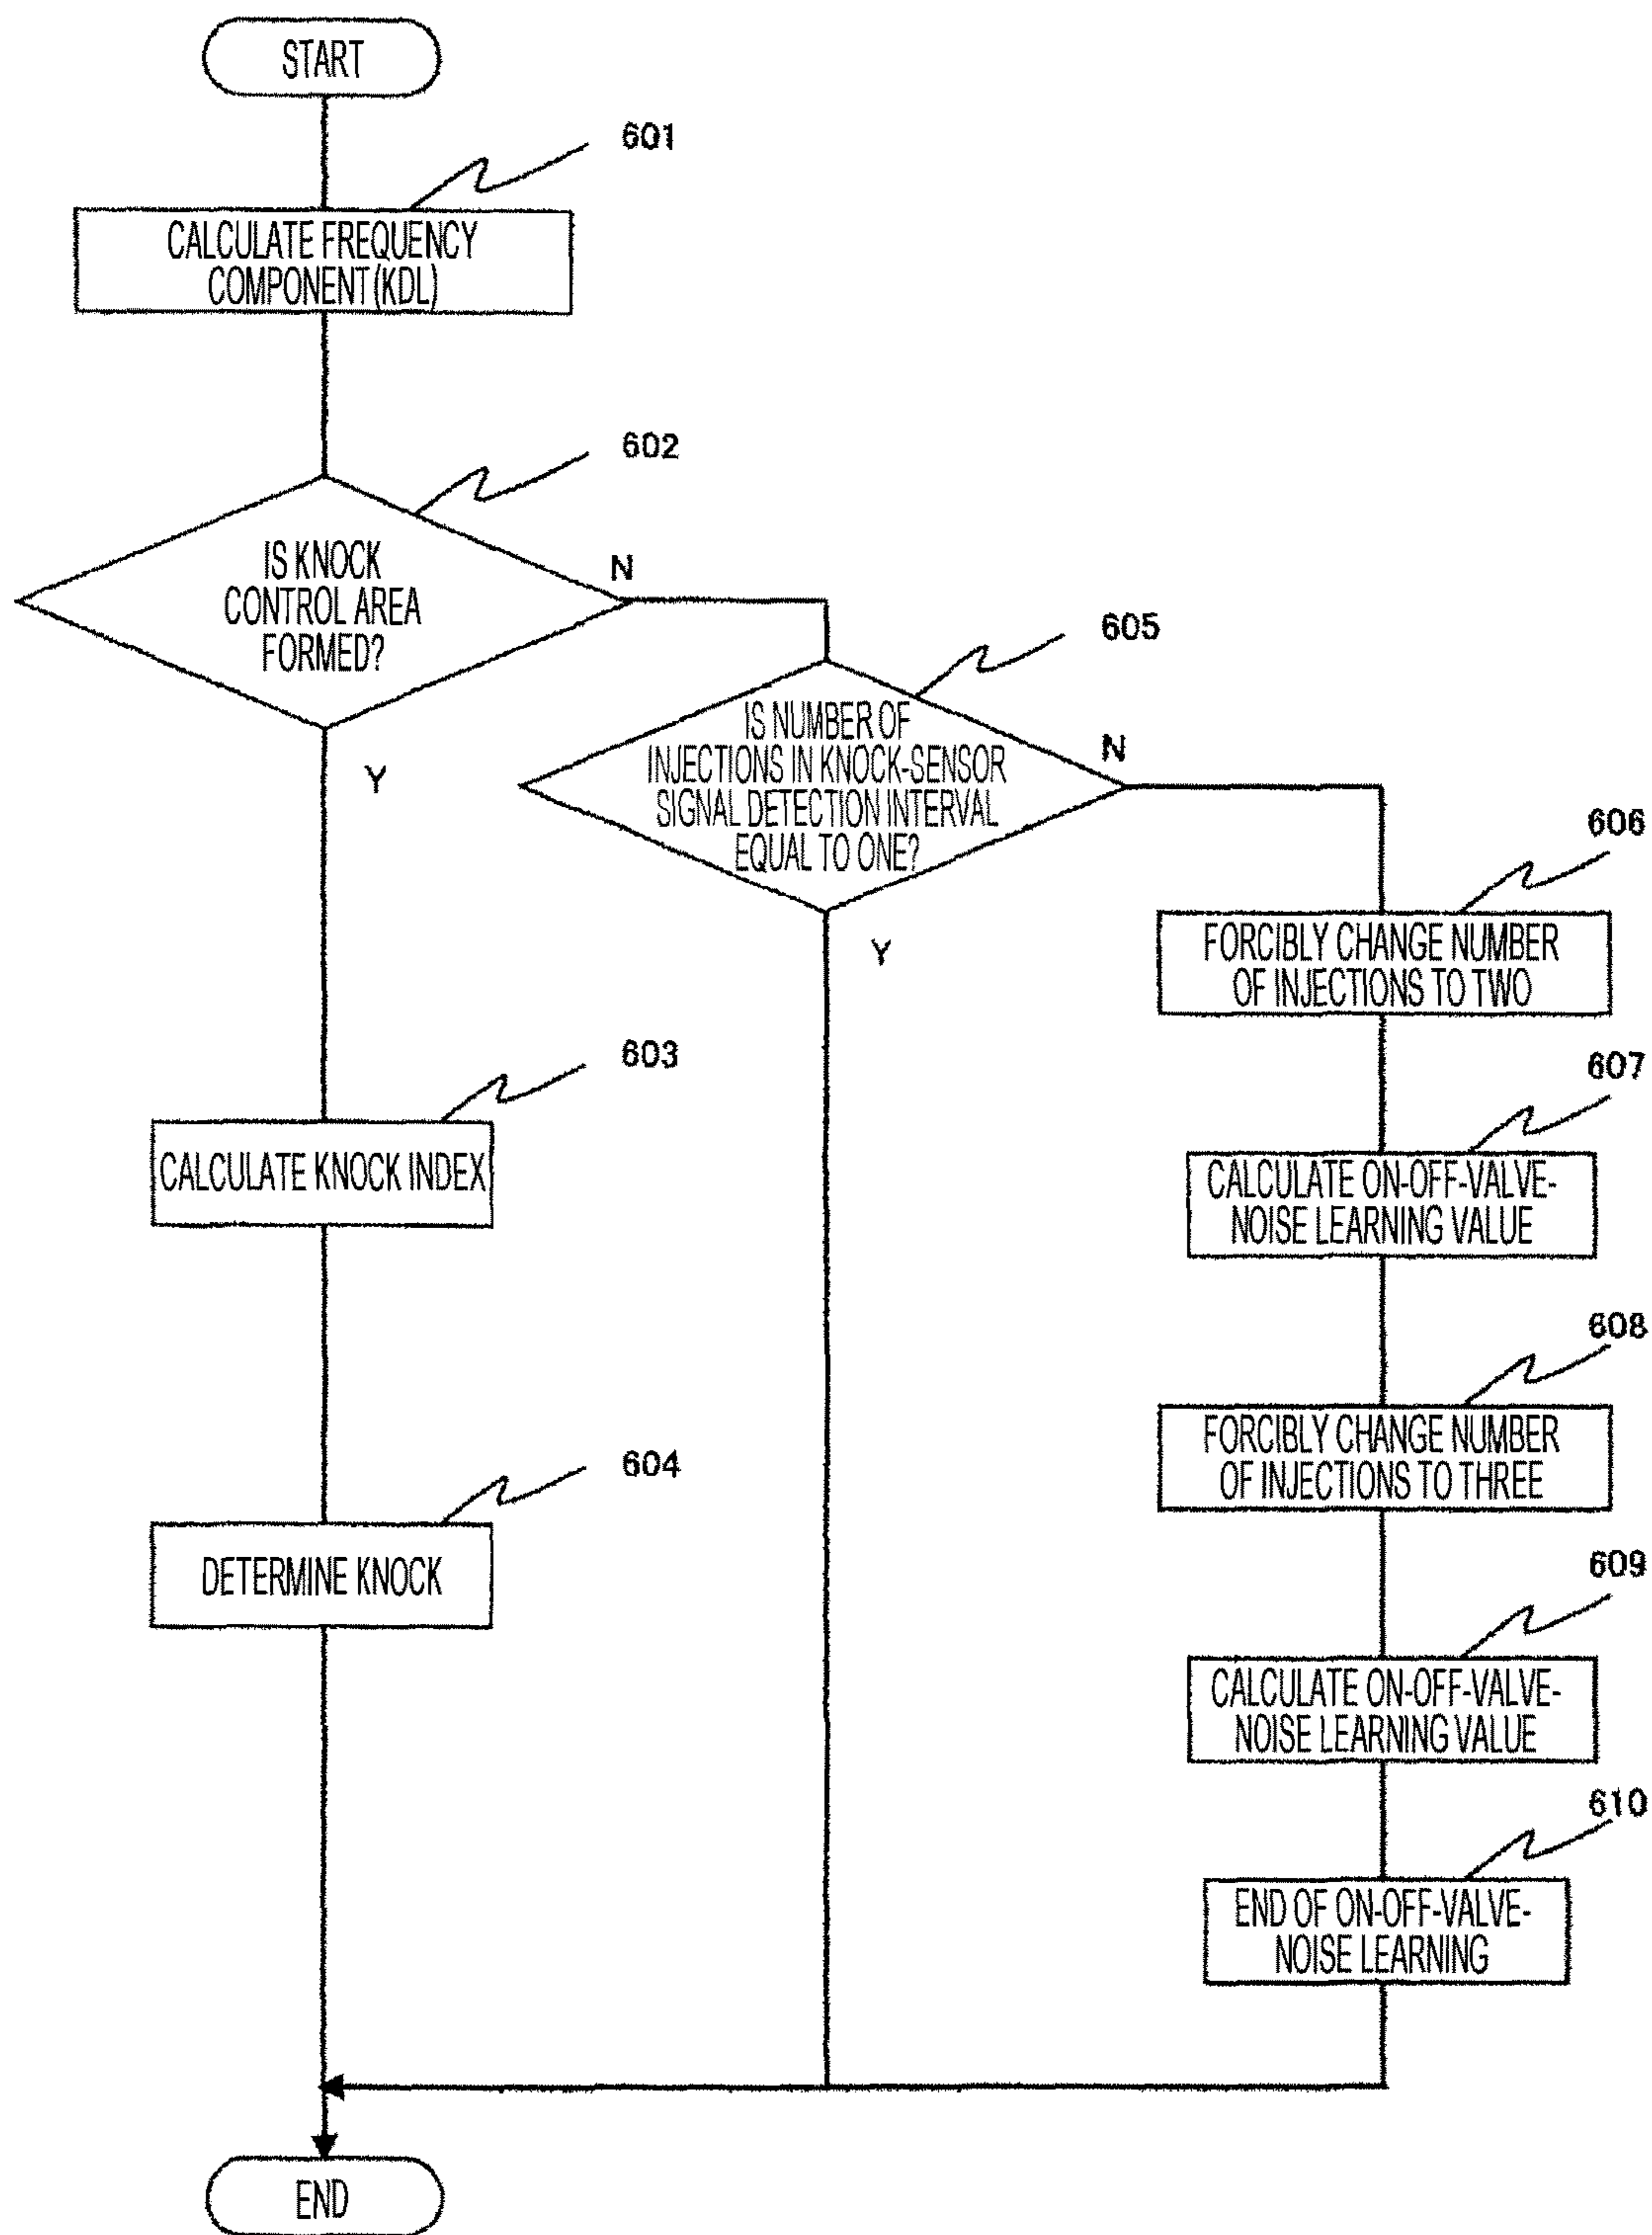 START
601
CALCULATE FREQUENCY
COMPONENT(KDL)
602
IS KNOCK
CONTROL AREA
FORMED?
N
Y
605
IS NUMBER OF
INJECTIONS IN KNOCK-SENSOR
SIGNAL DETECTION INTERVAL
EQUAL TO ONE?
N
Y
606
FORCIBLY CHANGE NUMBER
OF INJECTIONS TO TWO
603
CALCULATE KNOCK INDEX
607
CALCULATE ON-OFF-VALVE-
NOISE LEARNING VALUE
608
FORCIBLY CHANGE NUMBER
OF INJECTIONS TO THREE
604
DETERMINE KNOCK
609
CALCULATE ON-OFF-VALVE-
NOISE LEARNING VALUE
610
END OF ON-OFF-VALVE-
NOISE LEARNING
END